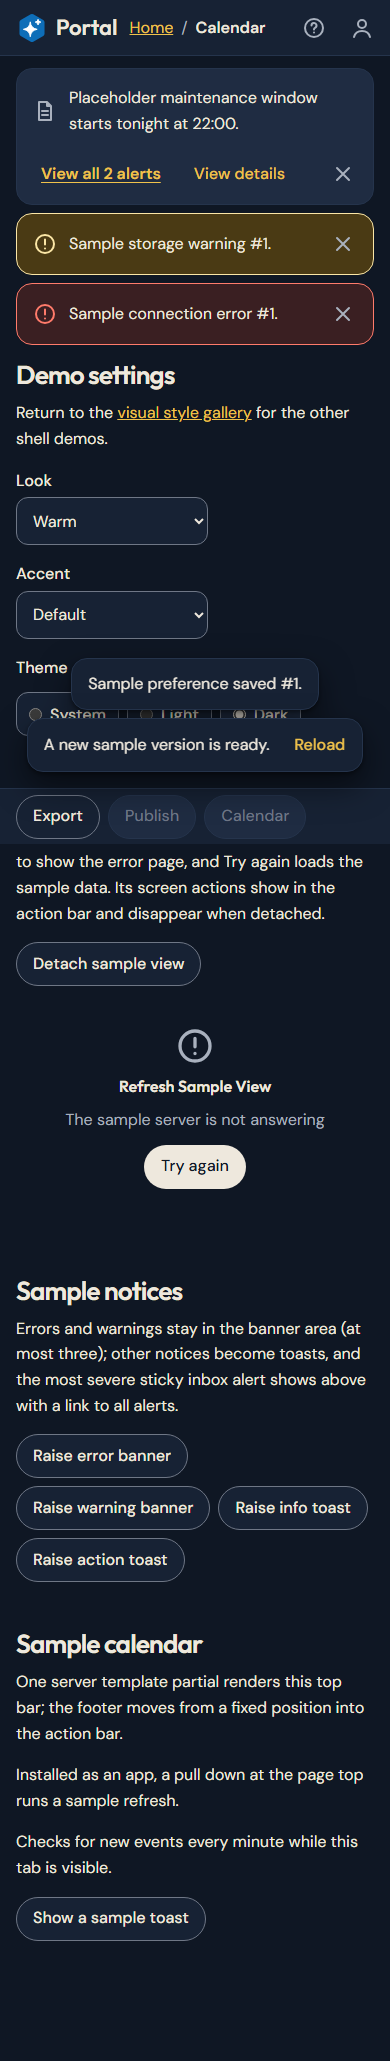 Portal Home / Calendar
Placeholder maintenance window
starts tonight at 22:00.
View all 2 alerts View details
Sample storage warning #1.
Sample connection error #1.
Demo settings
Return to the visual style gallery for the other
shell demos.
Look
Warm
Accent
Default
Theme
Sample preference saved #1.
System Light Dark
A new sample version is ready. Reload
Export Publish Calendar
to show the error page, and Try again loads the
sample data. Its screen actions show in the
action bar and disappear when detached.
Detach sample view
Refresh Sample View
The sample server is not answering
Try again
Sample notices
Errors and warnings stay in the banner area (at
most three); other notices become toasts, and
the most severe sticky inbox alert shows above
with a link to all alerts.
Raise error banner
Raise warning banner Raise info toast
Raise action toast
Sample calendar
One server template partial renders this top
bar; the footer moves from a fixed position into
the action bar.
Installed as an app, a pull down at the page top
runs a sample refresh.
Checks for new events every minute while this
tab is visible.
Show a sample toast